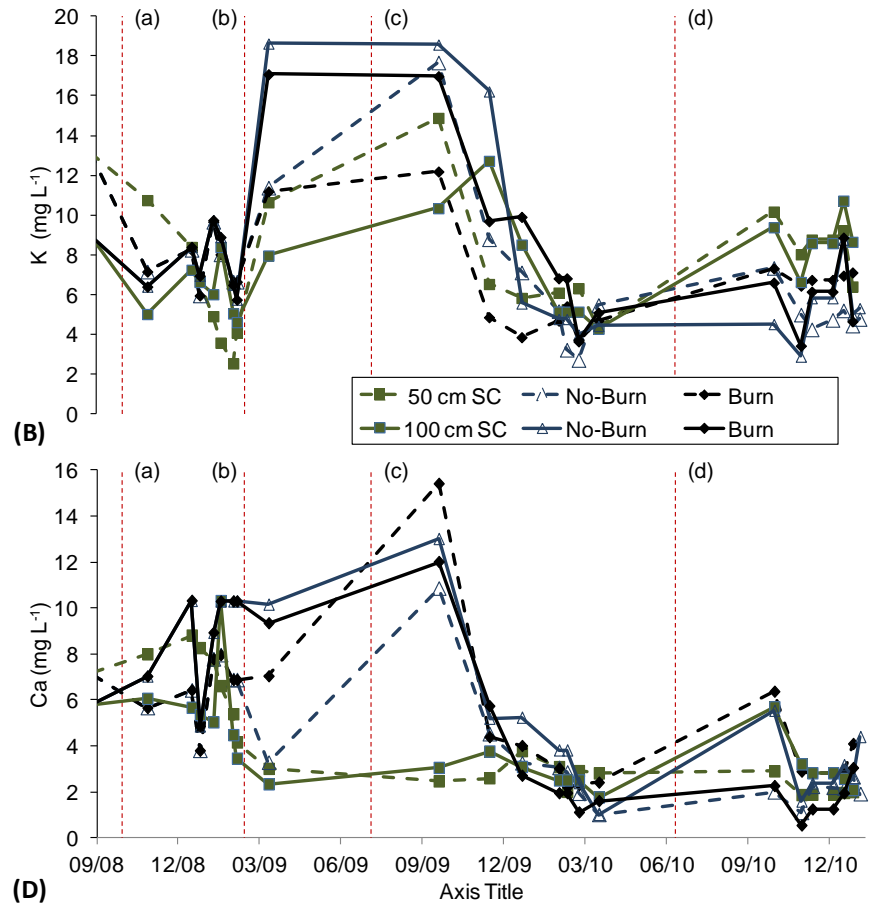 (a) (b) (c) (d)
20
18
16
14
12
10
8
6
4
2
0
K (mg L⁻¹)
50 cm SC No-Burn Burn
100 cm SC No-Burn Burn
(B)
(a) (b) (c) (d)
16
14
12
10
8
6
4
2
0
Ca (mg L⁻¹)
09/08 12/08 03/09 06/09 09/09 12/09 03/10 06/10 09/10 12/10
Axis Title
(D)